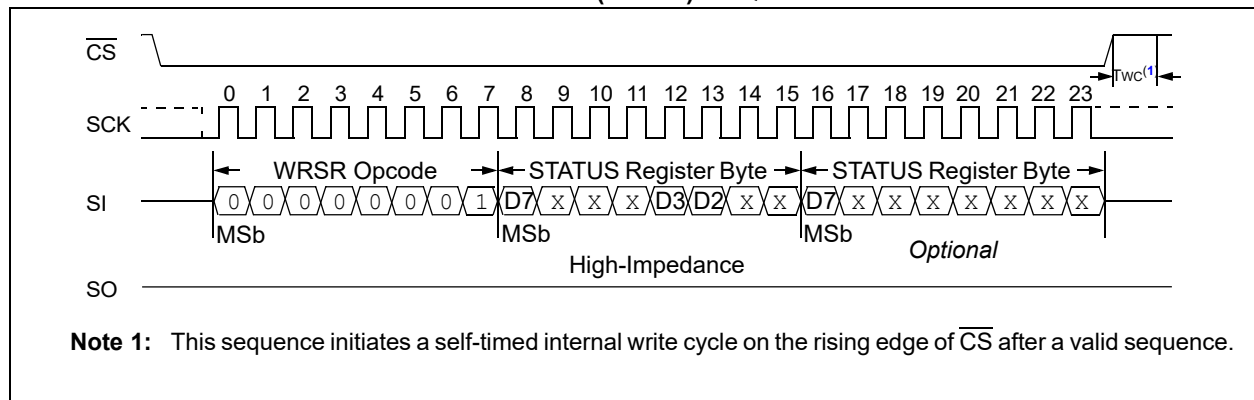 CS
TWC(1)
0 1 2 3 4 5 6 7 8 9 10 11 12 13 14 15 16 17 18 19 20 21 22 23
SCK
WRSR Opcode STATUS Register Byte STATUS Register Byte
SI 0 0 0 0 0 0 0 1 D7 X X X D3 D2 X X D7 X X X X X X X
MSb MSb MSb Optional
High-Impedance
SO
Note 1: This sequence initiates a self-timed internal write cycle on the rising edge of CS after a valid sequence.